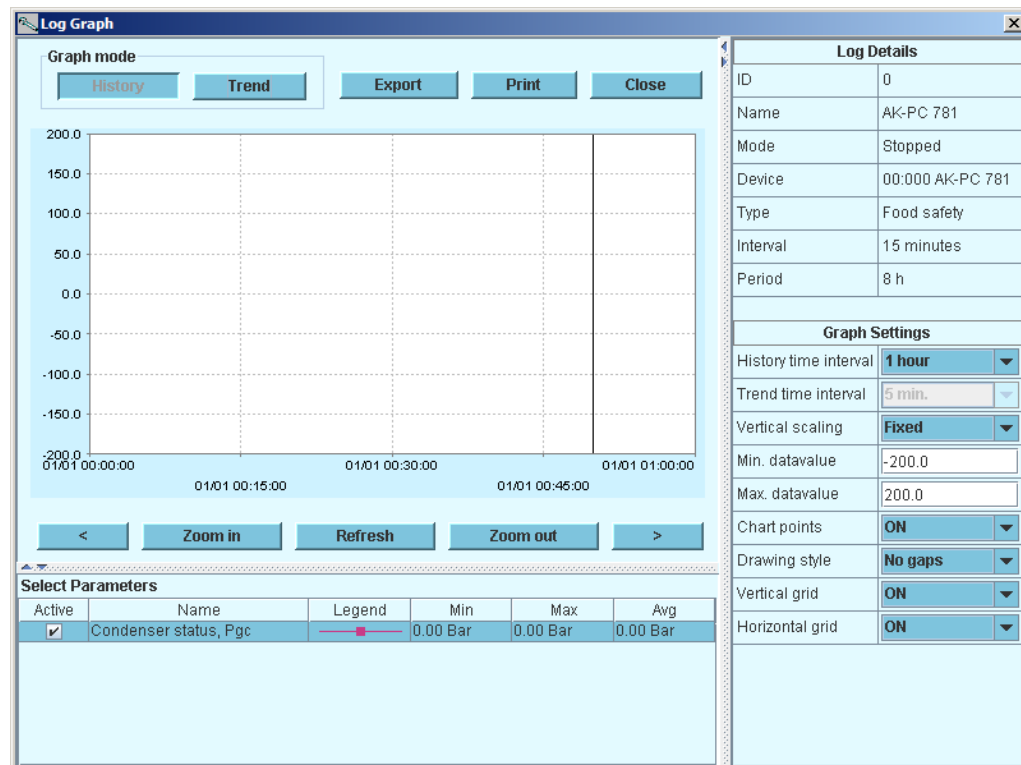 Log Graph
Graph mode
History Trend Export Print Close
200.0
150.0
100.0
50.0
0.0
-50.0
-100.0
-150.0
-200.0
01/01 00:00:00 01/01 00:30:00 01/01 01:00:00
01/01 00:15:00 01/01 00:45:00
< Zoom in Refresh Zoom out >
Select Parameters
Active Name Legend Min Max Avg
Condenser status, Pgc 0.00 Bar 0.00 Bar 0.00 Bar
Log Details
ID 0
Name AK-PC 781
Mode Stopped
Device 00:000 AK-PC 781
Type Food safety
Interval 15 minutes
Period 8 h
Graph Settings
History time interval 1 hour
Trend time interval 5 min.
Vertical scaling Fixed
Min. datavalue -200.0
Max. datavalue 200.0
Chart points ON
Drawing style No gaps
Vertical grid ON
Horizontal grid ON